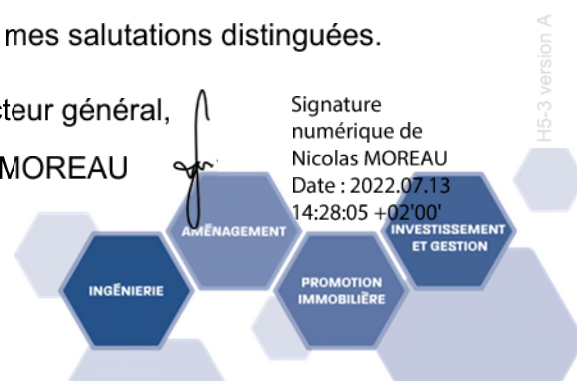 mes salutations distinguées.
cteur général,
MOREAU
Signature
numérique de
Nicolas MOREAU
Date : 2022.07.13
14:28:05 +02'00'
H5-3 version A
AMÉNAGEMENT
INVESTISSEMENT
ET GESTION
INGÉNIERIE
PROMOTION
IMMOBILIÈRE